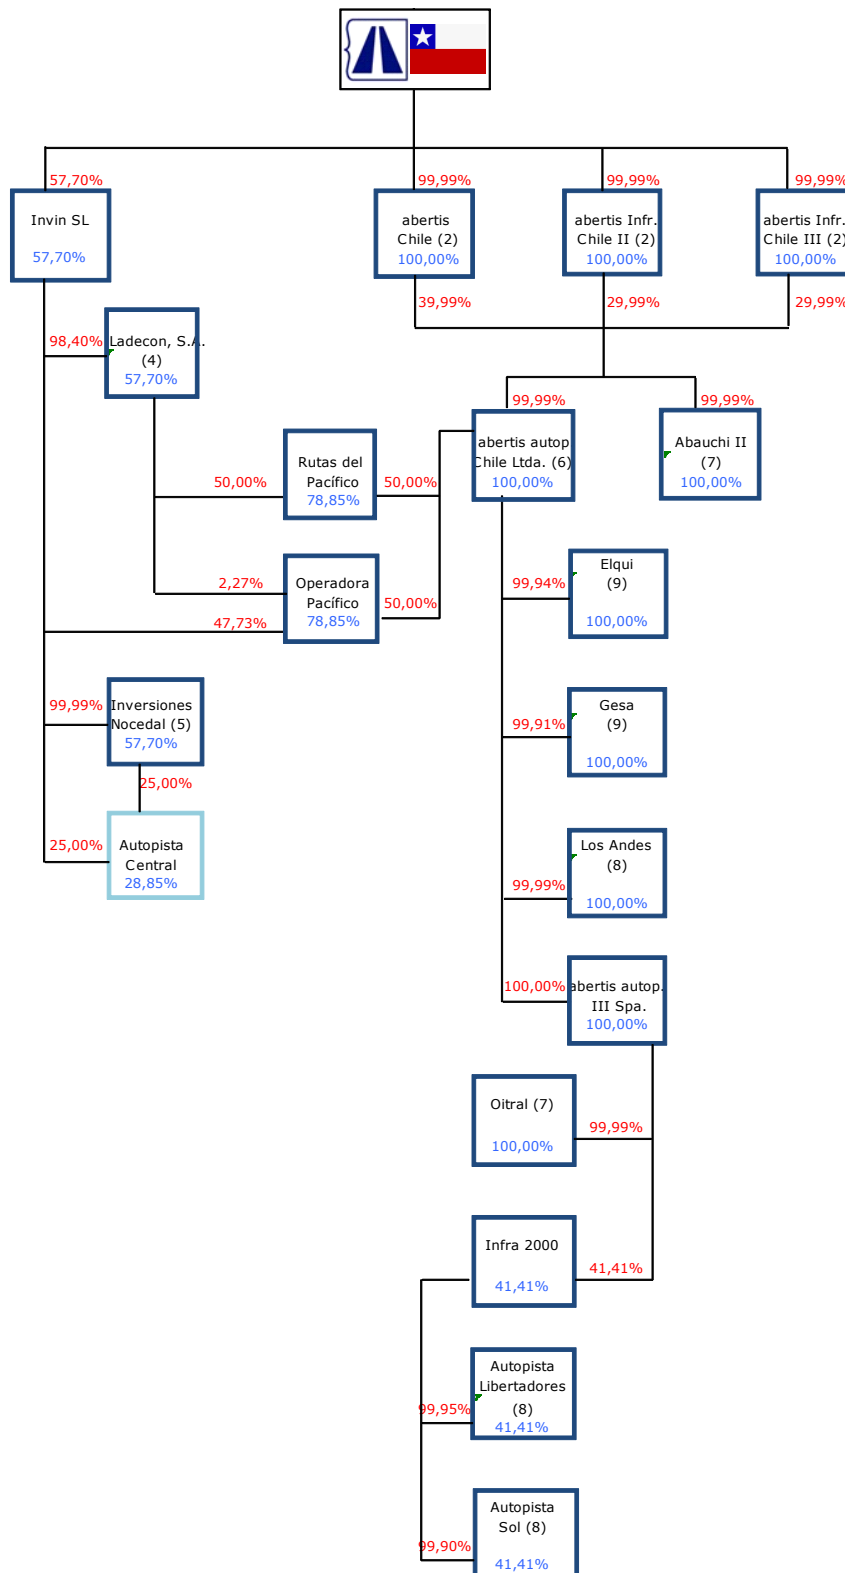 57,70%
99,99%
99,99%
99,99%
Invin SL
57,70%
abertis
Chile (2)
100,00%
abertis Infr.
Chile II (2)
100,00%
abertis Infr.
Chile III (2)
100,00%
39,99%
29,99%
29,99%
98,40%
Ladecon, S.A.
(4)
57,70%
99,99%
99,99%
abertis autop.
Chile Ltda. (6)
100,00%
Abauchi II
(7)
100,00%
50,00%
Rutas del
Pacífico
78,85%
50,00%
2,27%
47,73%
Operadora
Pacífico
78,85%
50,00%
99,94%
Elqui
(9)
100,00%
99,99%
Inversiones
Nocedal (5)
57,70%
99,91%
Gesa
(9)
100,00%
25,00%
25,00%
Autopista
Central
28,85%
99,99%
Los Andes
(8)
100,00%
100,00%
abertis autop.
III Spa.
100,00%
Oitral (7)
100,00%
99,99%
Infra 2000
41,41%
41,41%
99,95%
Autopista
Libertadores
(8)
41,41%
99,90%
Autopista
Sol (8)
41,41%